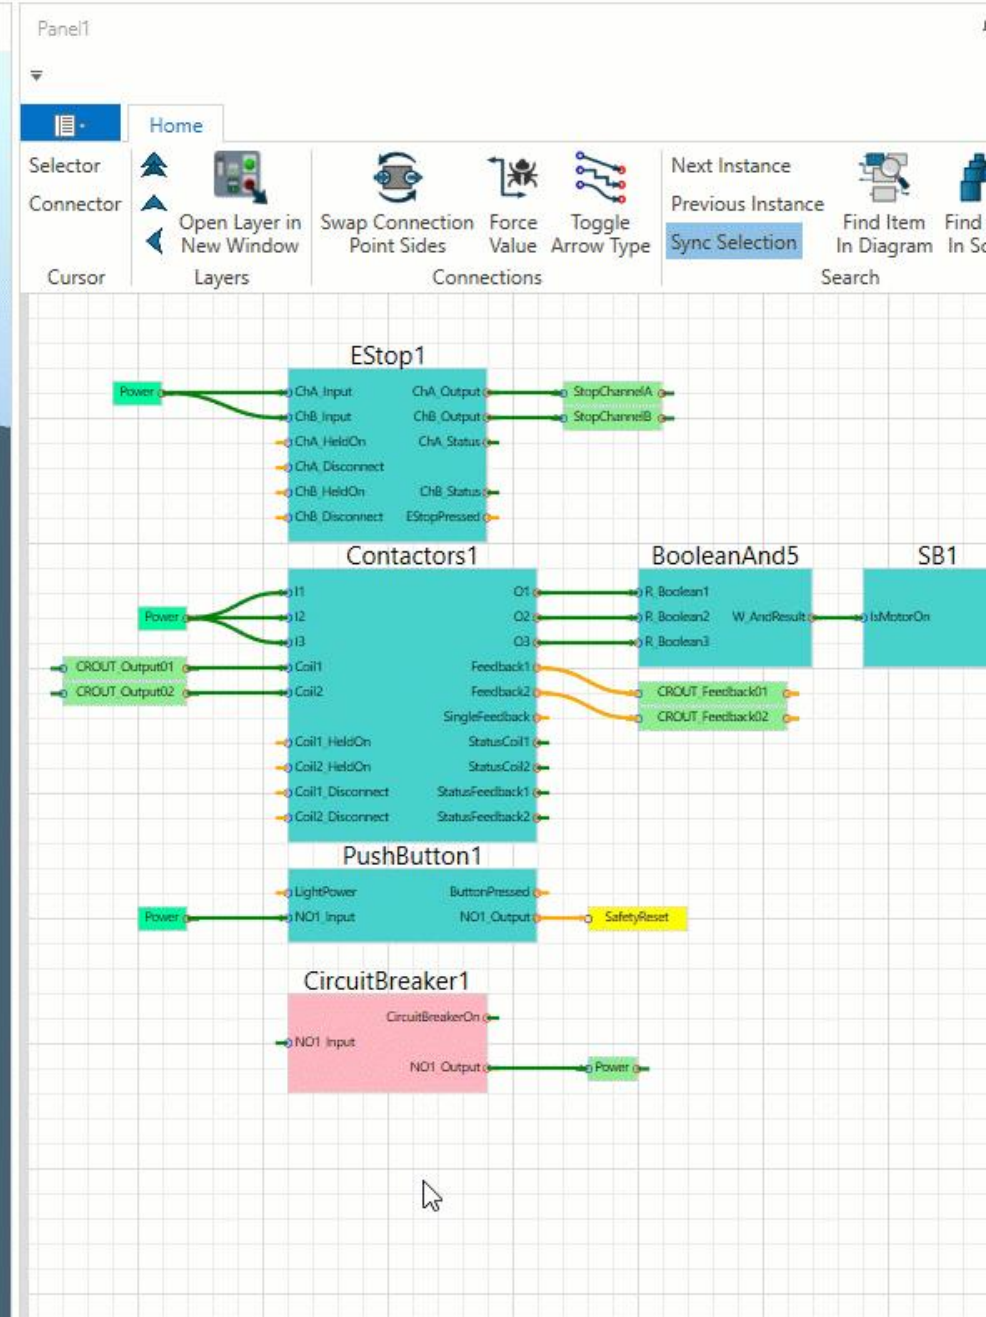 Panel1
Home
Selector
Connector
Cursor
Open Layer in
New Window
Layers
Swap Connection
Point Sides
Force
Value
Toggle
Arrow Type
Connections
Next Instance
Previous Instance
Sync Selection
Find Item
In Diagram
Find
Search
EStop1
Power
ChA_Input
ChA_Output
StopChannelA
ChB_Input
ChB_Output
StopChannelB
ChA_HeldOn
ChA_Status
ChA_Disconnect
ChB_HeldOn
ChB_Status
ChB_Disconnect
EStopPressed
Contactors1
BooleanAnd5
SB1
I1
O1
R_Boolean1
Power
I2
O2
R_Boolean2
W_AndResult
IsMotorOn
I3
O3
R_Boolean3
CROUT_Output01
Coil1
Feedback1
CROUT_Output02
Coil2
Feedback2
CROUT_Feedback01
SingleFeedback
CROUT_Feedback02
Coil1_HeldOn
StatusCoil1
Coil2_HeldOn
StatusCoil2
Coil1_Disconnect
StatusFeedback1
Coil2_Disconnect
StatusFeedback2
PushButton1
LightPower
ButtonPressed
Power
NO1_Input
NO1_Output
SafetyReset
CircuitBreaker1
CircuitBreakerOn
NO1_Input
NO1_Output
Power